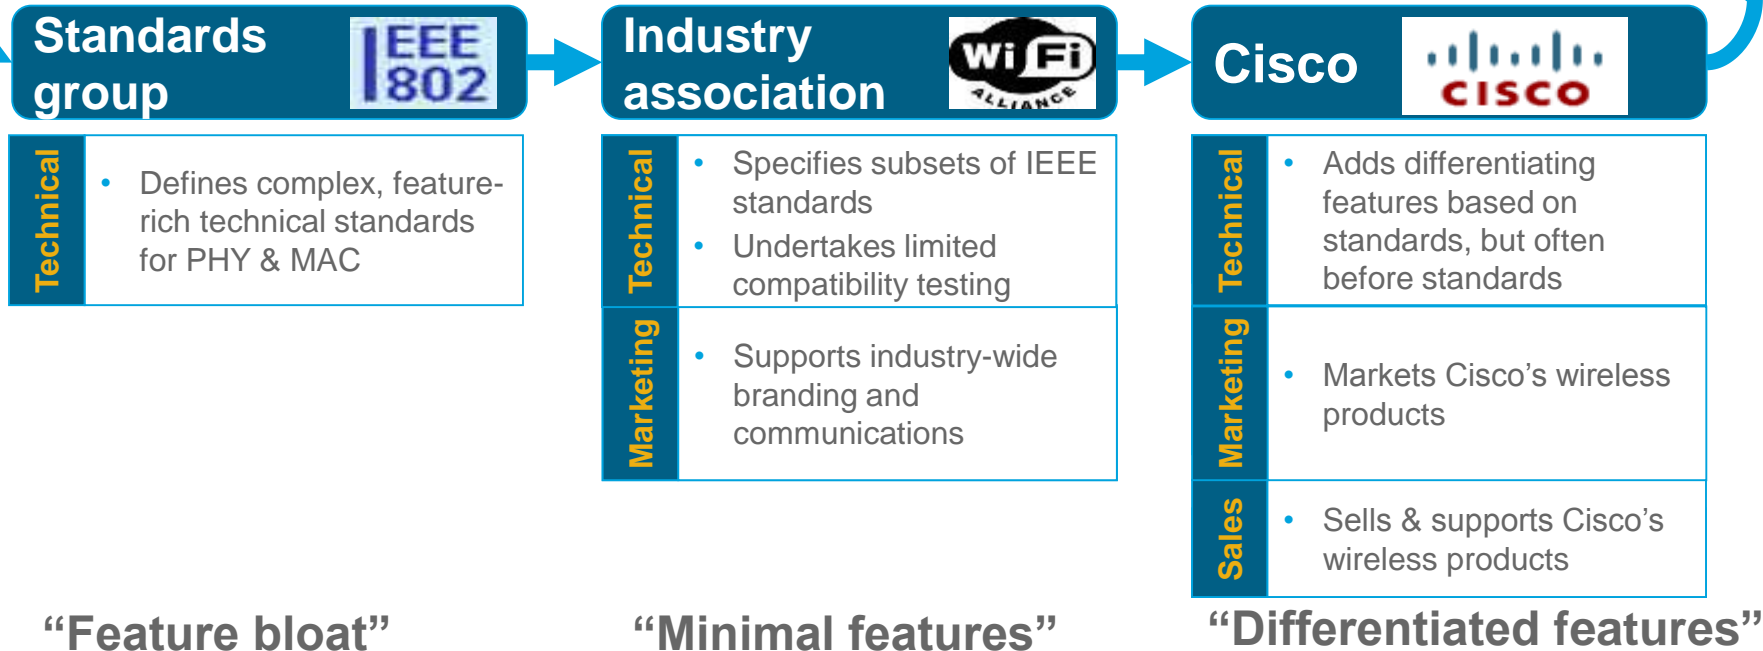 Standards
group
IEEE
802
Industry
association
Wi Fi
ALLIANCE
Cisco
CISCO
Technical
• Defines complex, feature-
rich technical standards
for PHY & MAC
Technical
• Specifies subsets of IEEE
standards
• Undertakes limited
compatibility testing
Marketing
• Supports industry-wide
branding and
communications
Technical
• Adds differentiating
features based on
standards, but often
before standards
Marketing
• Markets Cisco’s wireless
products
Sales
• Sells & supports Cisco’s
wireless products
“Feature bloat”
“Minimal features”
“Differentiated features”